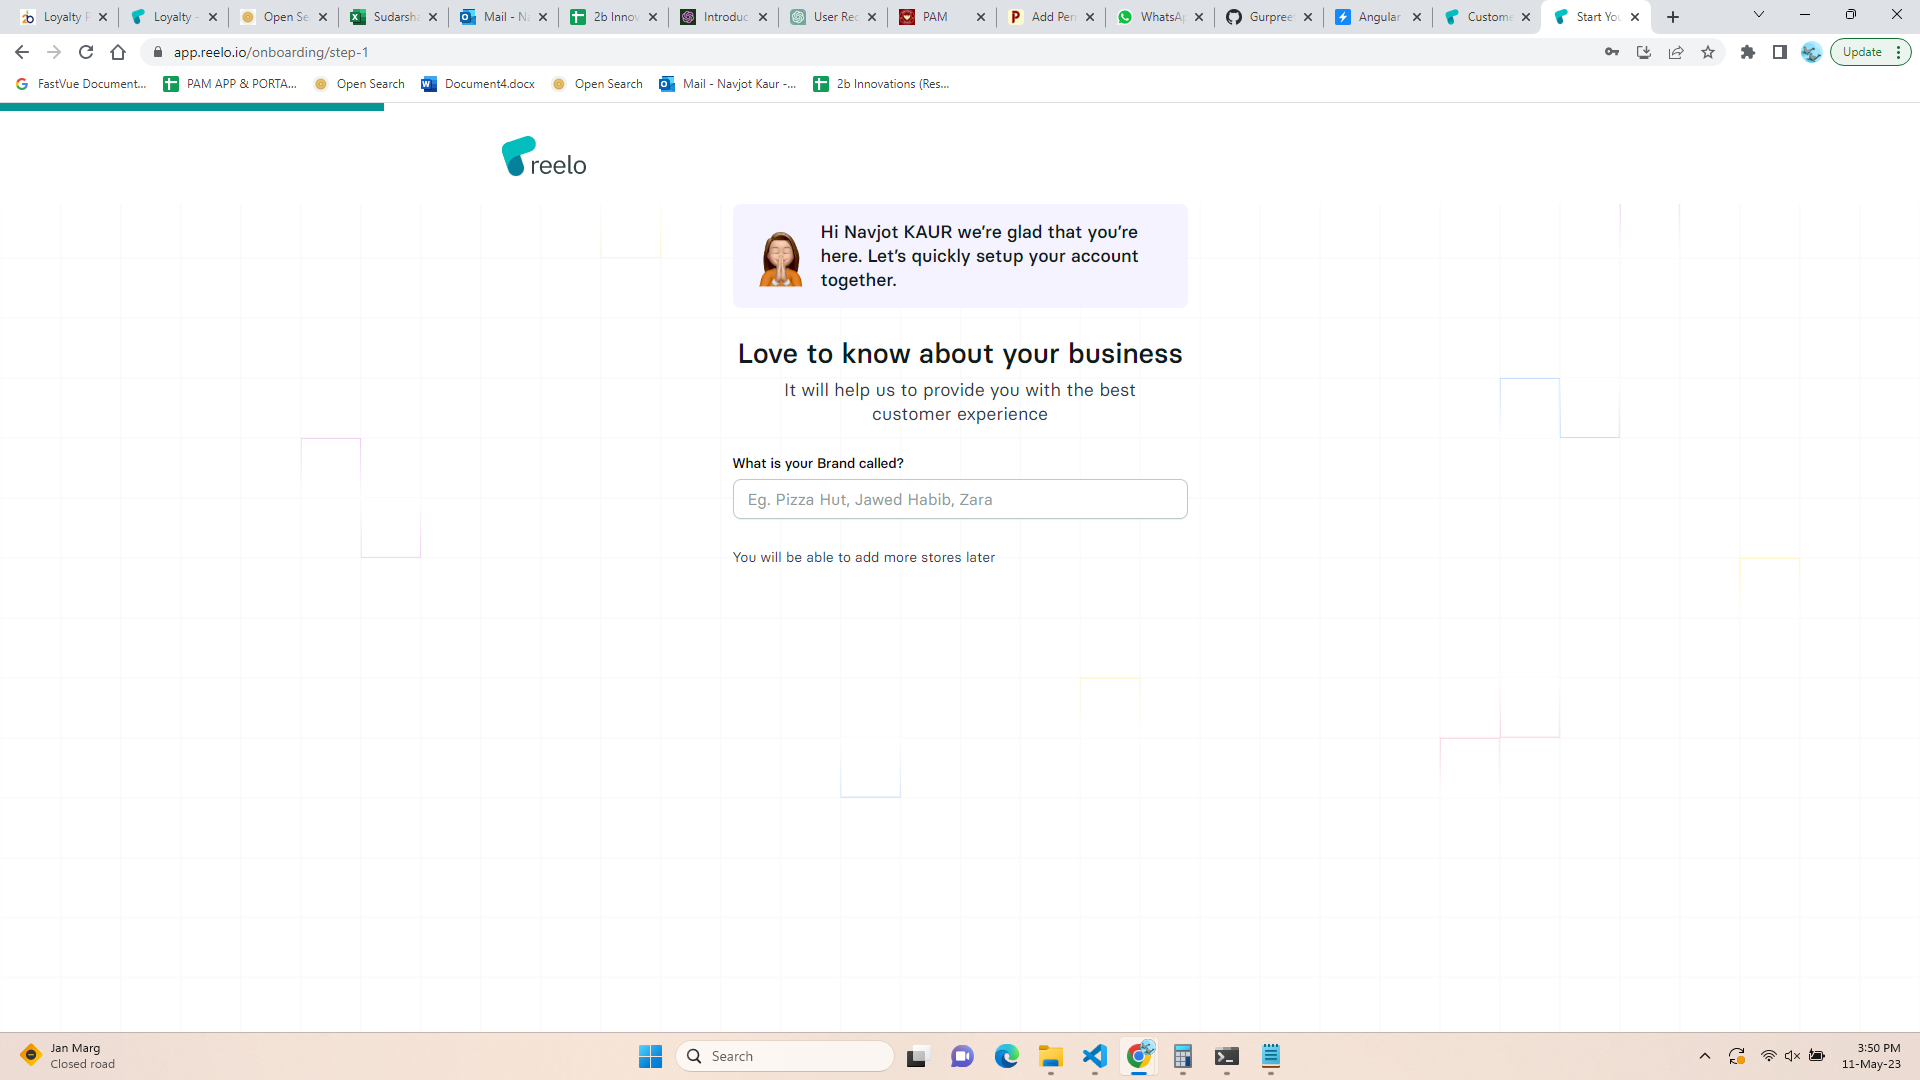 Loyalty P
Loyalty -
Open Se
Sudarsha
Mail - Na
2b Innov
Introduc
User Rec
PAM
Add Perm
WhatsAp
Gurpreet
Angular
Custome
Start You
app.reelo.io/onboarding/step-1
Update
FastVue Document...
PAM APP & PORTA...
Open Search
Document4.docx
Open Search
Mail - Navjot Kaur -...
2b Innovations (Res...
reelo
Hi Navjot KAUR we’re glad that you’re
here. Let’s quickly setup your account
together.
Love to know about your business
It will help us to provide you with the best
customer experience
What is your Brand called?
Eg. Pizza Hut, Jawed Habib, Zara
You will be able to add more stores later
Jan Marg
Closed road
Search
3:50 PM
11-May-23